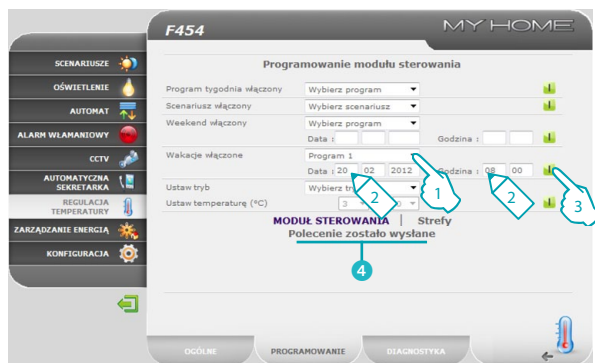 F454
MY HOME
SCENARIUSZE
OŚWIETLENIE
AUTOMAT
ALARM WŁAMANIOWY
CCTV
AUTOMATYCZNA
SEKRETARKA
REGULACJA
TEMPERATURY
ZARZĄDZANIE ENERGIĄ
KONFIGURACJA
Programowanie modułu sterowania
Program tygodnia włączony Wybierz program
Scenariusz włączony Wybierz scenariusz
Weekend włączony Wybierz program
Data : Godzina :
Wakacje włączone Program 1
Data : 20 02 2012 Godzina : 08 00
1
2
2
3
Ustaw tryb Wybierz
Ustaw temperaturę (°C) 3
MODUŁ STEROWANIA | Strefy
Polecenie zostało wysłane
4
OGÓLNE PROGRAMOWANIE DIAGNOSTYKA